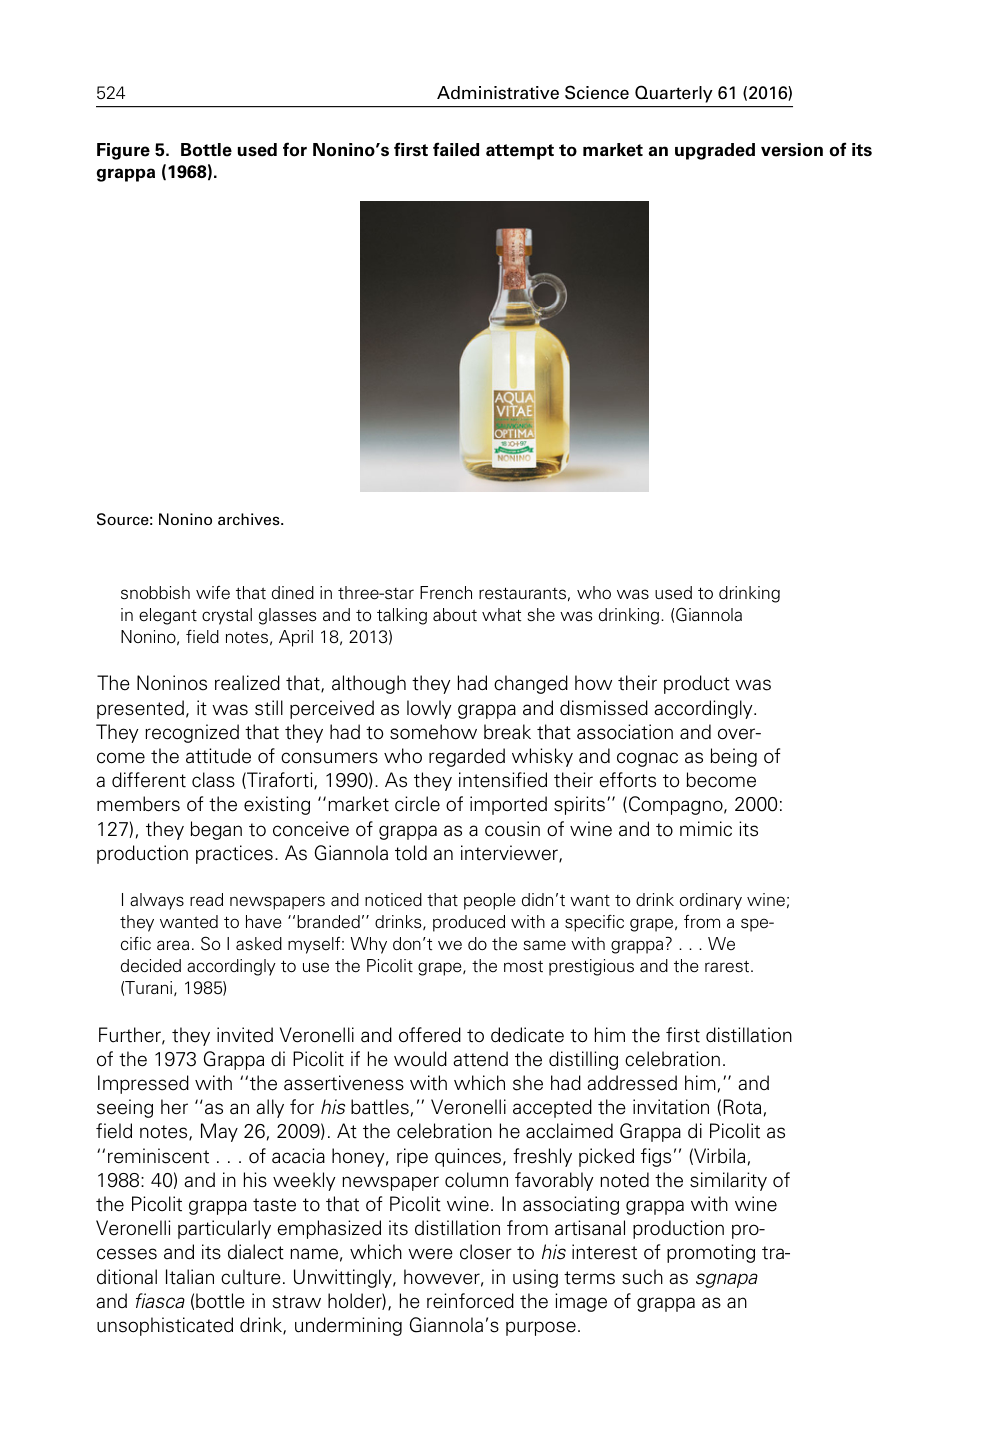 524
Administrative Science Quarterly 61 (2016)
Figure 5. Bottle used for Nonino's first failed attempt to market an upgraded version of its
grappa (1968).
AQUA
VITAE
OPTIMA
NONINO
Source: Nonino archives.
snobbish wife that dined in three-star French restaurants, who was used to drinking
in elegant crystal glasses and to talking about what she was drinking. (Giannola
Nonino, field notes, April 18, 2013)
The Noninos realized that, although they had changed how their product was
presented, it was still perceived as lowly grappa and dismissed accordingly.
They recognized that they had to somehow break that association and over-
come the attitude of consumers who regarded whisky and cognac as being of
a different class (Tiraforti, 1990). As they intensified their efforts to become
members of the existing ''market circle of imported spirits'' (Compagno, 2000:
127), they began to conceive of grappa as a cousin of wine and to mimic its
production practices. As Giannola told an interviewer,
I always read newspapers and noticed that people didn't want to drink ordinary wine;
they wanted to have ''branded'' drinks, produced with a specific grape, from a spe-
cific area. So I asked myself: Why don't we do the same with grappa? . . . We
decided accordingly to use the Picolit grape, the most prestigious and the rarest.
(Turani, 1985)
Further, they invited Veronelli and offered to dedicate to him the first distillation
of the 1973 Grappa di Picolit if he would attend the distilling celebration.
Impressed with ''the assertiveness with which she had addressed him,'' and
seeing her ''as an ally for his battles,'' Veronelli accepted the invitation (Rota,
field notes, May 26, 2009). At the celebration he acclaimed Grappa di Picolit as
''reminiscent . . . of acacia honey, ripe quinces, freshly picked figs'' (Virbila,
1988: 40) and in his weekly newspaper column favorably noted the similarity of
the Picolit grappa taste to that of Picolit wine. In associating grappa with wine
Veronelli particularly emphasized its distillation from artisanal production pro-
cesses and its dialect name, which were closer to his interest of promoting tra-
ditional Italian culture. Unwittingly, however, in using terms such as sgnapa
and fiasca (bottle in straw holder), he reinforced the image of grappa as an
unsophisticated drink, undermining Giannola's purpose.